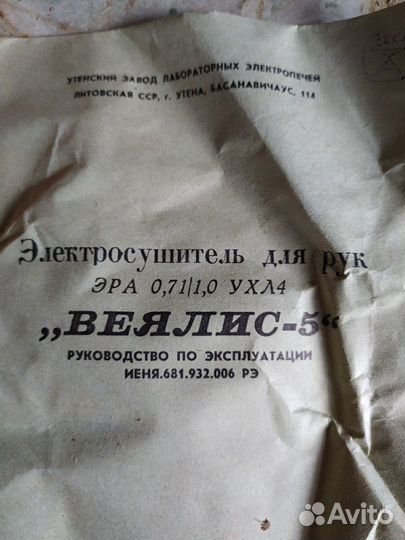 УТЕНСКИЙ ЗАВОД ЛАБОРАТОРНЫХ ЭЛЕКТРОПЕЧЕЙ
ЛИТОВСКАЯ ССР, г. УТЕНА, БАСАНАВИЧАУС, 114
Электросушитель для рук
ЭРА 0,71/1,0 УХЛ4
„ВЕЯЛИС-5“
РУКОВОДСТВО ПО ЭКСПЛУАТАЦИИ
ИЕНЯ.681.932.006 РЭ
Avito